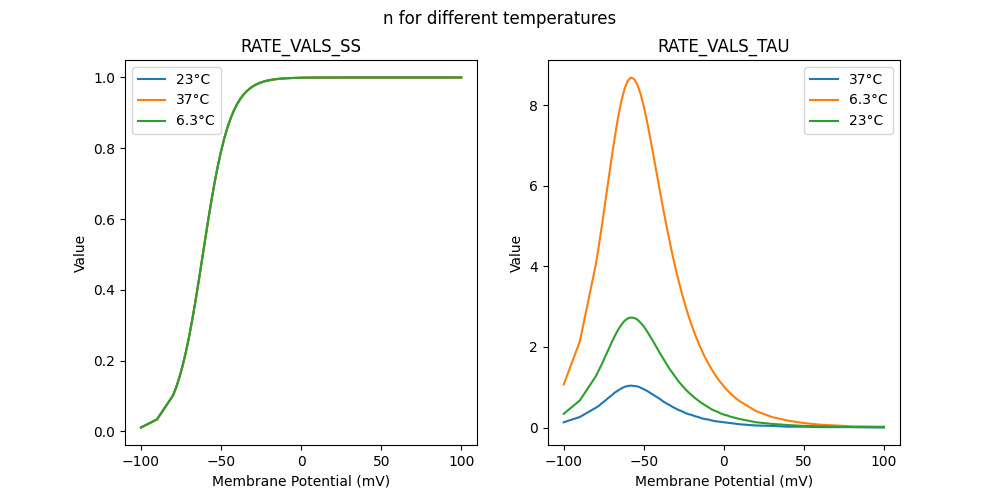 n for different temperatures
RATE_VALS_SS
1.0
0.8
0.6
0.4
0.2
0.0
Value
23°C
37°C
6.3°C
−100
−50
0
50
100
Membrane Potential (mV)
RATE_VALS_TAU
8
6
4
2
0
Value
37°C
6.3°C
23°C
−100
−50
0
50
100
Membrane Potential (mV)